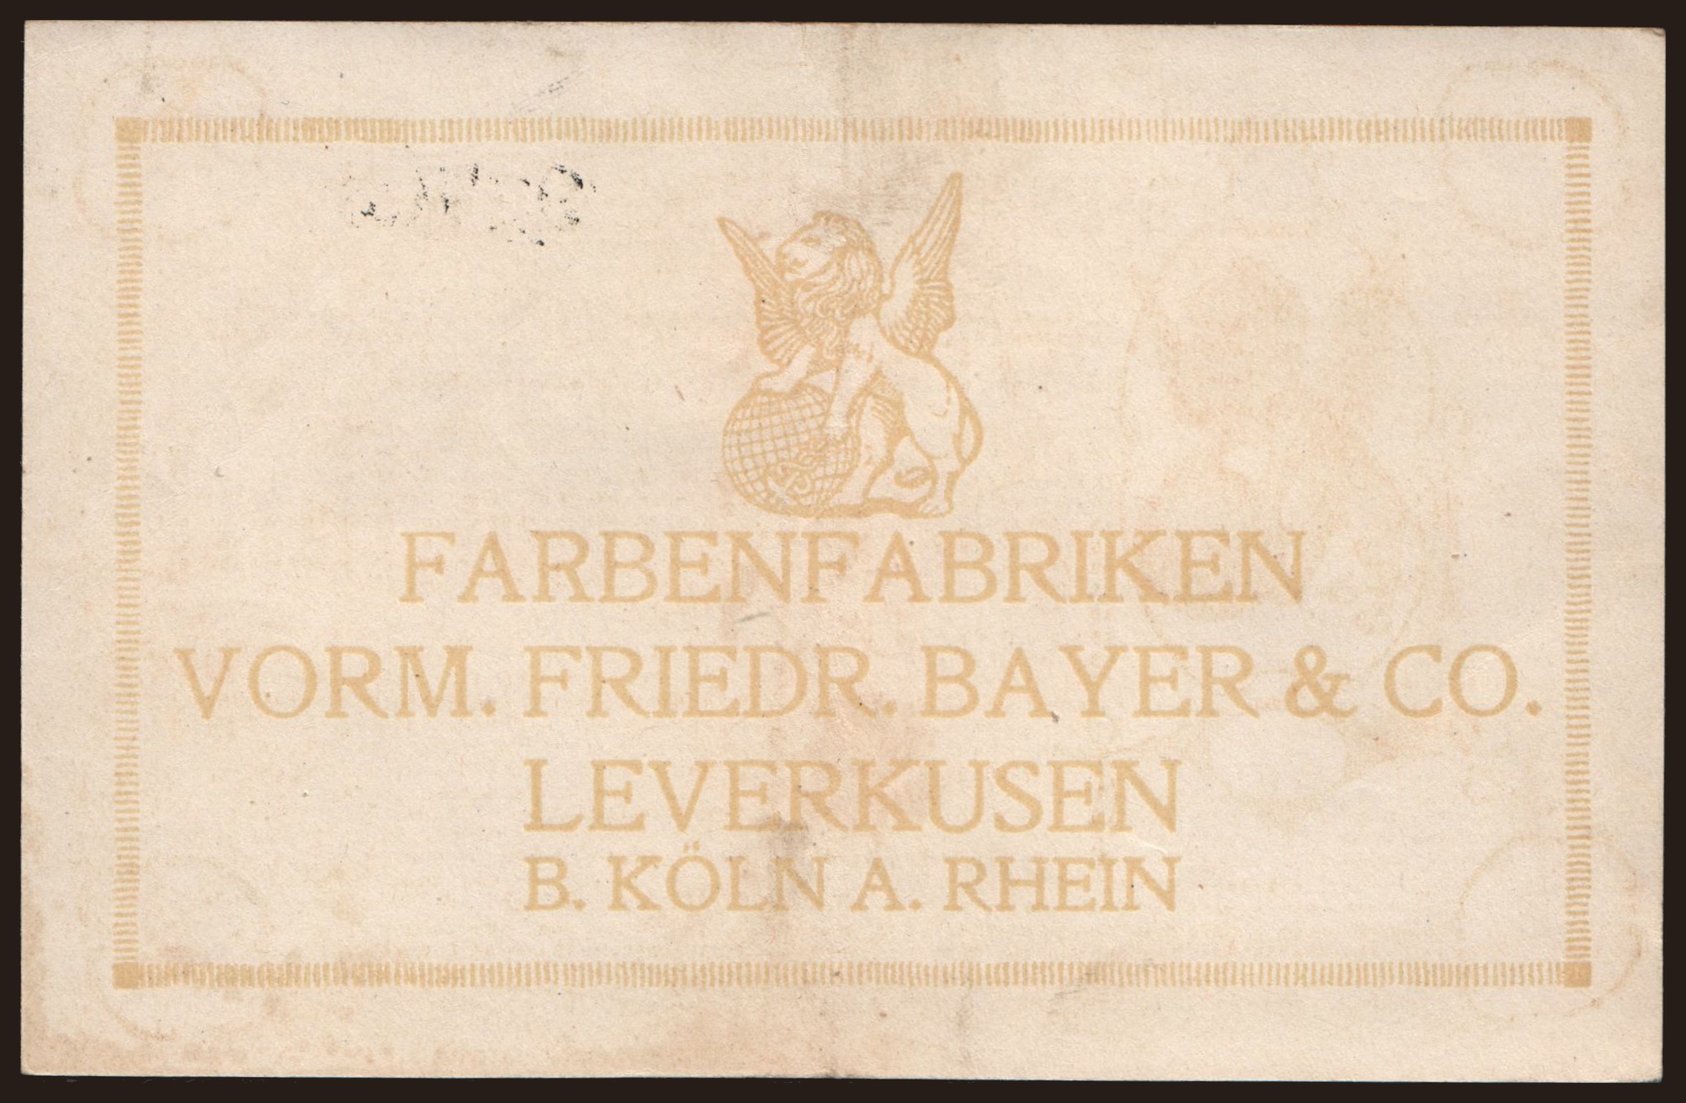 FARBENFABRIKEN
VORM. FRIEDR. BAYER & CO.
LEVERKUSEN
B. KÖLN A. RHEIN